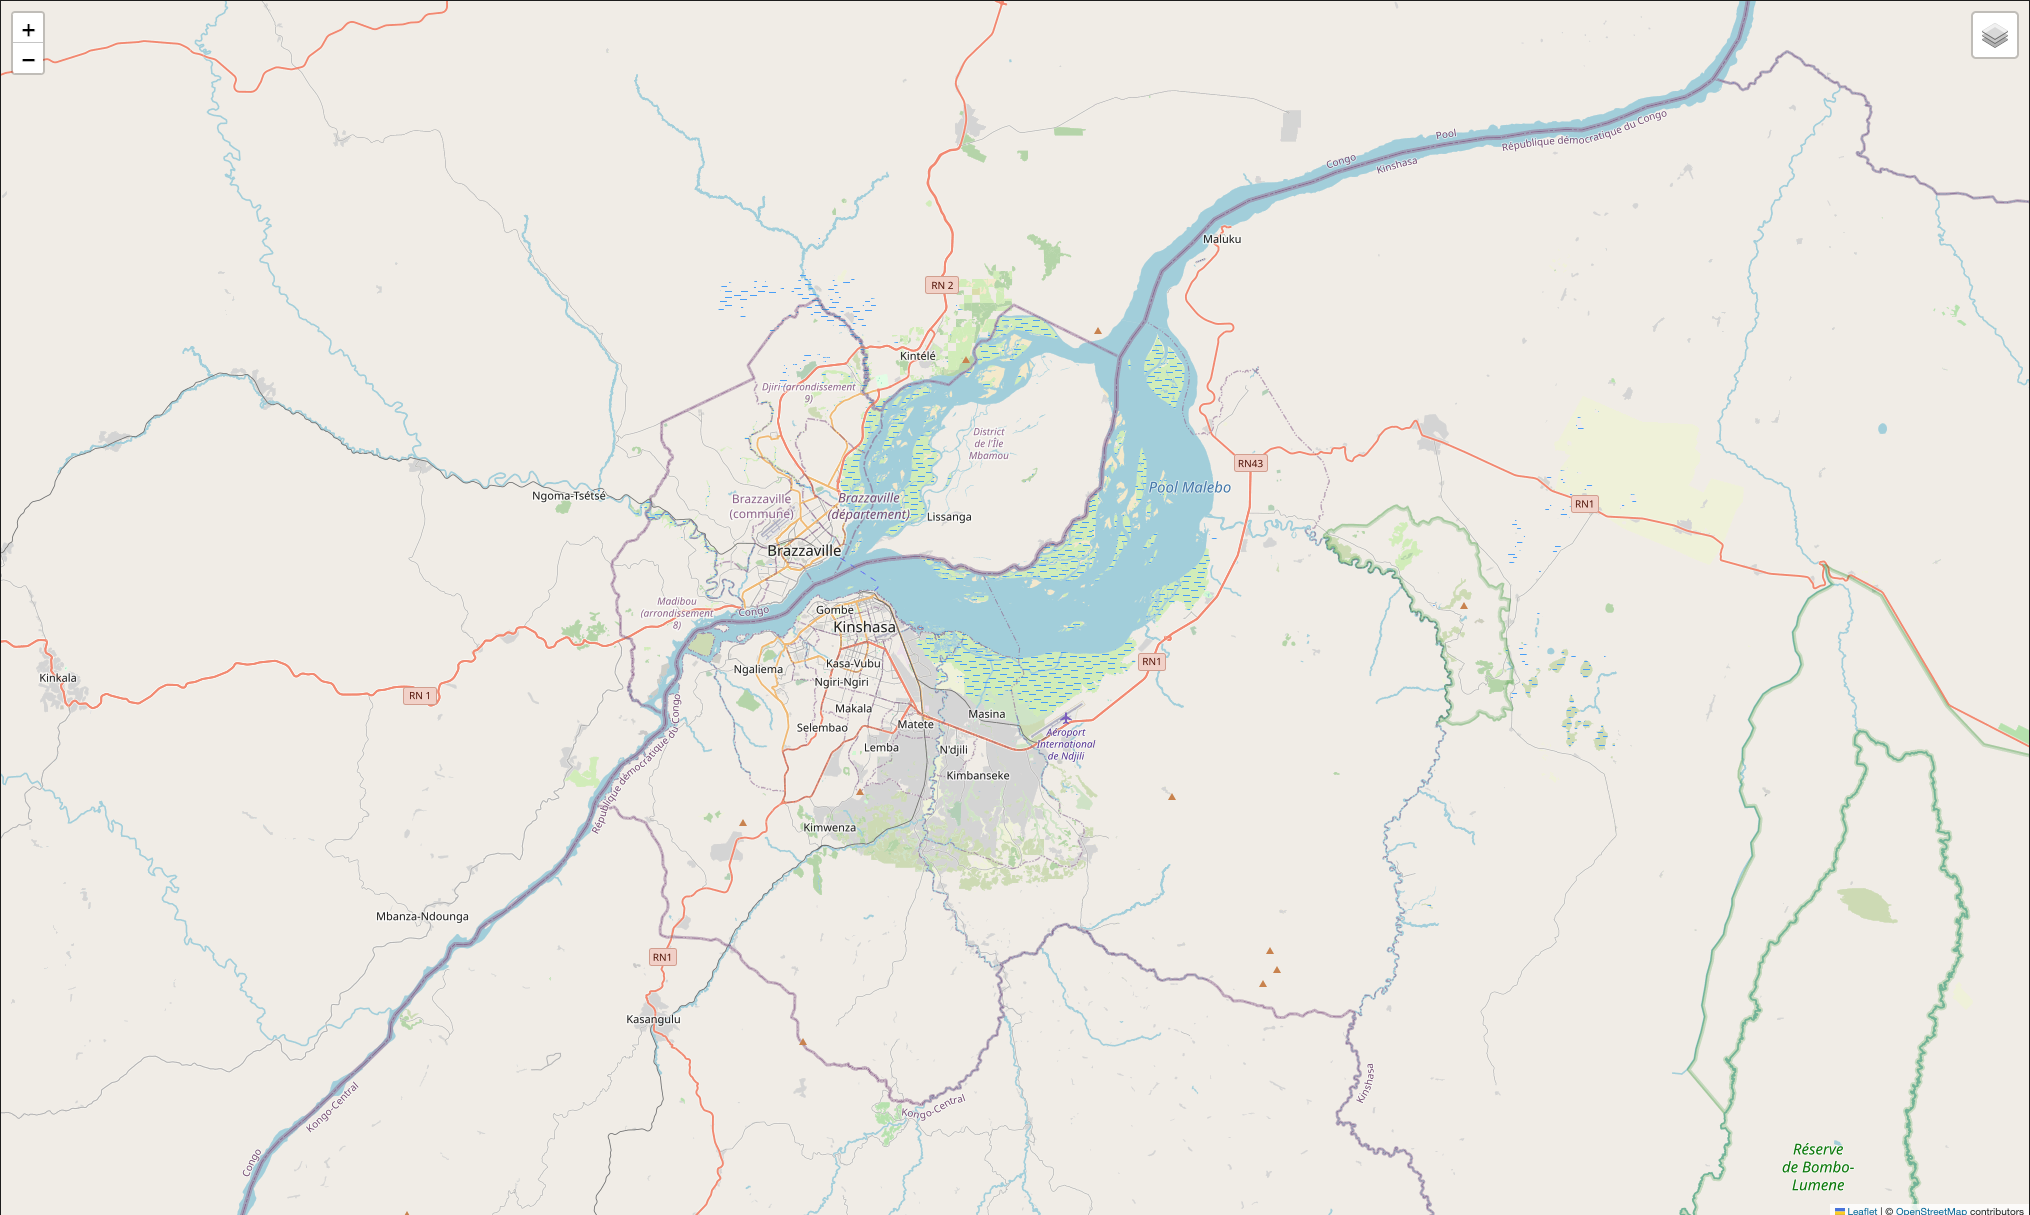 +
−
Pool
République démocratique du Congo
Congo
Kinshasa
Maluku
RN 2
Kintélé
Djiri (arrondissement
9)
District
de l'Île
Mbamou
RN43
Pool Malebo
Ngoma-Tsétsé
Brazzaville
(commune)
Brazzaville
(département)
RN1
Lissanga
Brazzaville
Madibou
(arrondissement
8)
Congo
Gombe
Kinshasa
Kinkala
RN 1
Ngaliema
Kasa-Vubu
Ngiri-Ngiri
RN1
Makala
Selembao
Matete
Masina
Lemba
N'djili
Aéroport
International
de Ndjili
Kimbanseke
République démocratique du Congo
Kimwenza
Mbanza-Ndounga
RN1
Kasangulu
Kongo-Central
Kongo-Central
Kinshasa
Congo
Réserve
de Bombo-
Lumene
Leaflet | © OpenStreetMap contributors